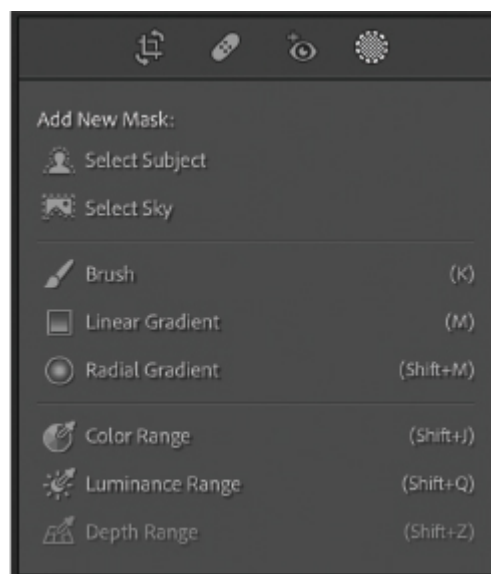 Add New Mask:
Select Subject
Select Sky
Brush (K)
Linear Gradient (M)
Radial Gradient (Shift+M)
Color Range (Shift+J)
Luminance Range (Shift+Q)
Depth Range (Shift+Z)